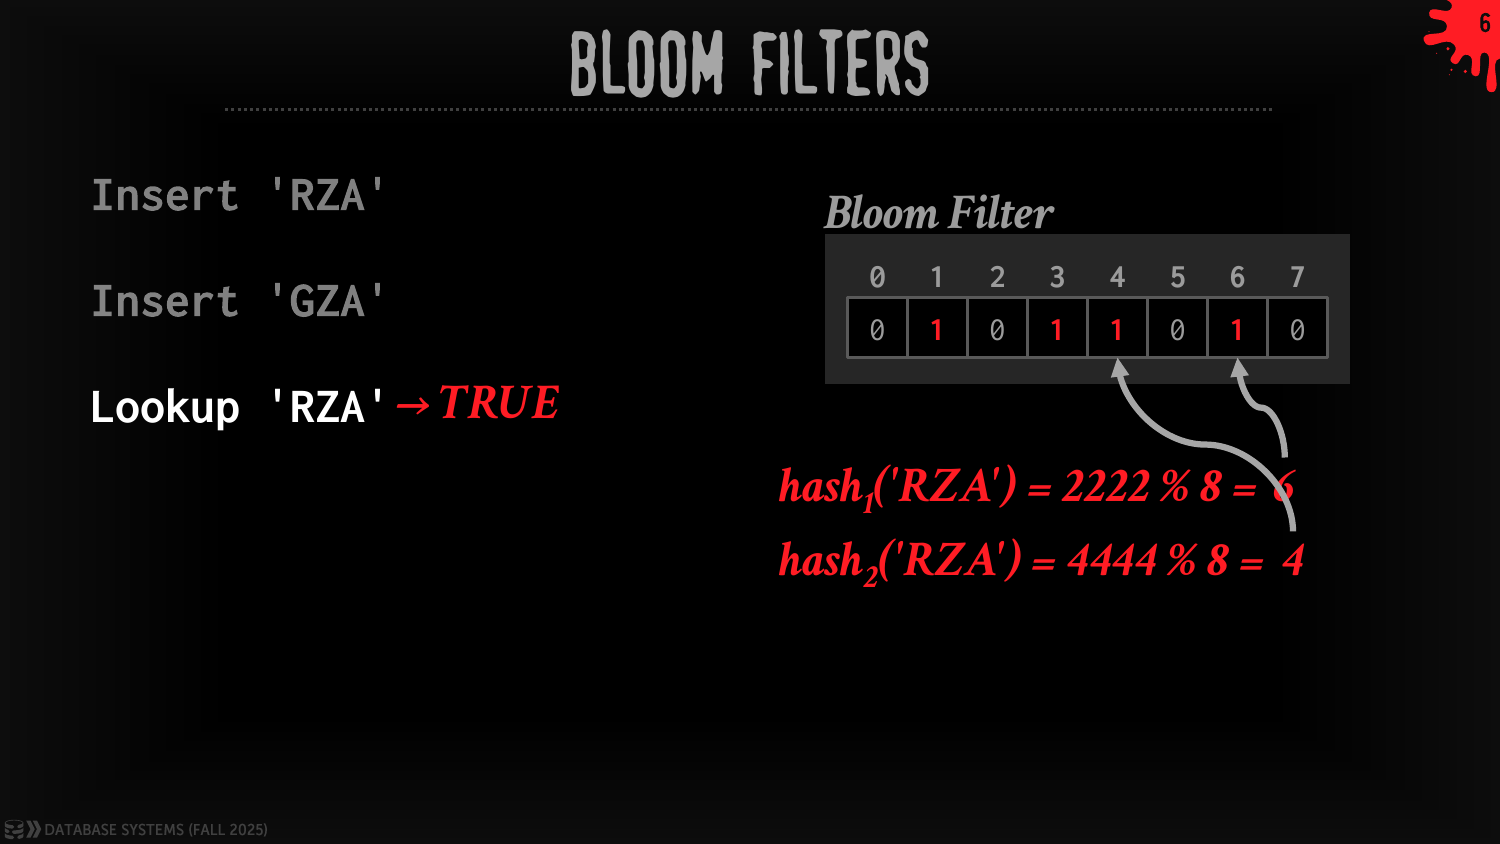 6
BLOOM FILTERS
Insert 'RZA'
Insert 'GZA'
Lookup 'RZA' → TRUE
Bloom Filter
0 1 2 3 4 5 6 7
0 1 0 1 1 0 1 0
hash₁('RZA') = 2222 % 8 = 6
hash₂('RZA') = 4444 % 8 = 4
DATABASE SYSTEMS (FALL 2025)